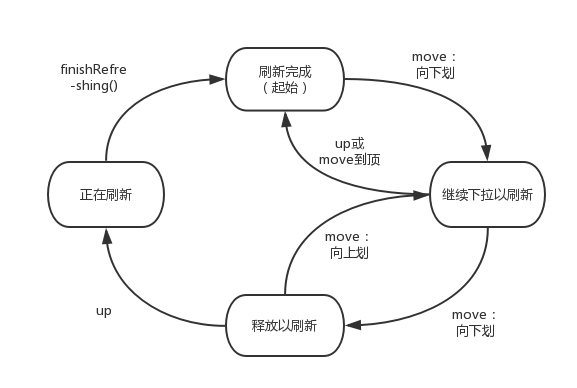 finishRefre
-shing()
刷新完成
（起始）
move：
向下划
up或
move到顶
正在刷新
继续下拉以刷新
move：
向上划
up
释放以刷新
move：
向下划